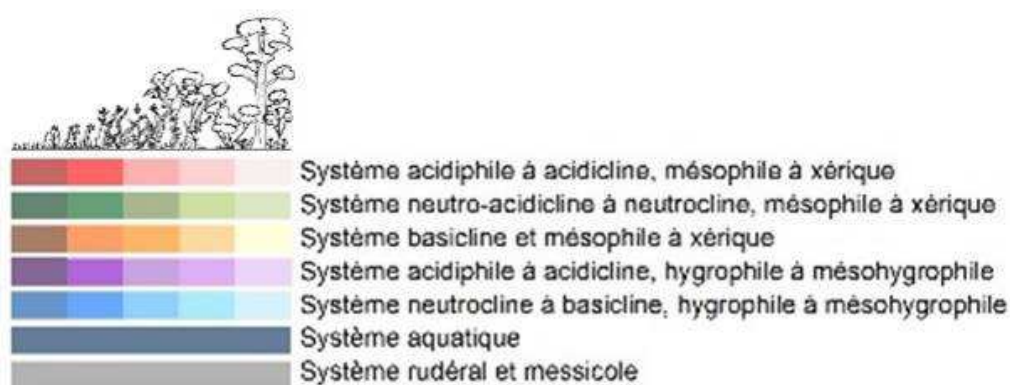 Système acidiphile à acidicline, mésophile à xérique
Système neutro-acidicline à neutrocline, mésophile à xérique
Système basicline et mésophile à xérique
Système acidiphile à acidicline, hygrophile à mésohygrophile
Système neutrocline à basicline, hygrophile à mésohygrophile
Système aquatique
Système rudéral et messicole